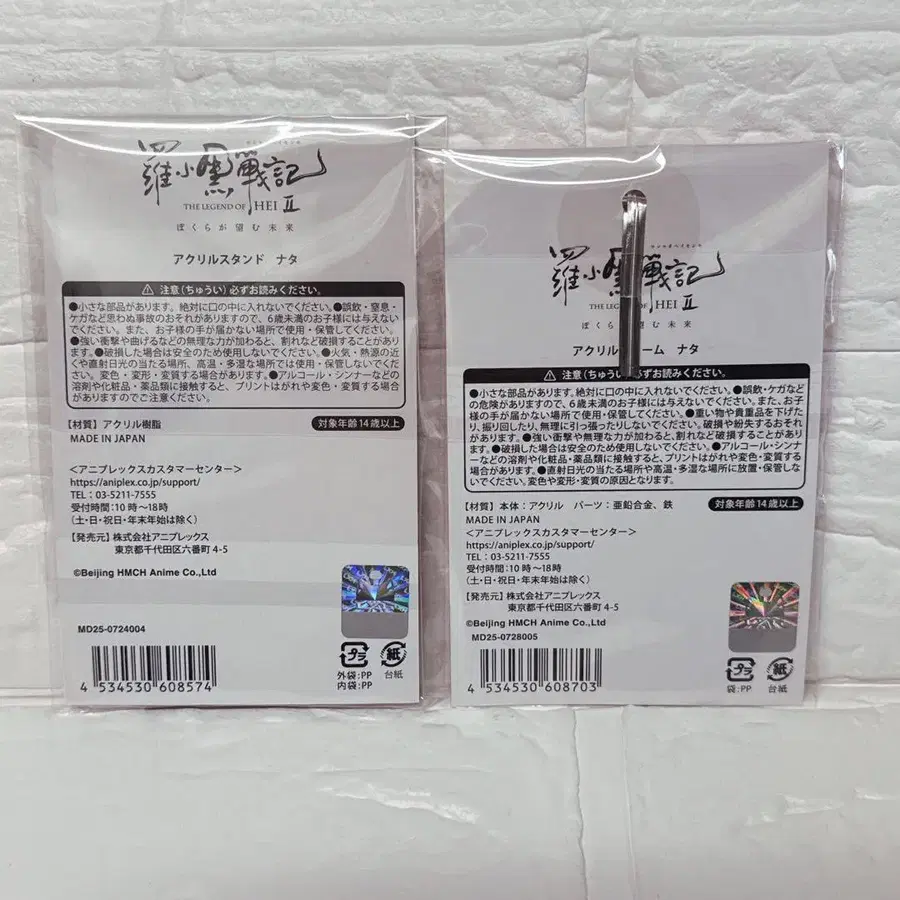 羅小黒戦記
THE LEGEND OF HEI II
ぼくらが望む未来
アクリルスタンド ナタ
⚠ 注意（ちゅうい）必ずお読みください。
●小さな部品があります。絶対に口の中に入れないでください。●誤飲・窒息・
ケガなど思わぬ事故のおそれがありますので、6歳未満のお子様には与えない
でください。また、お子様の手が届かない場所で使用・保管してください。
●強い衝撃や曲げるなどの無理な力が加わると、割れなど破損することがあり
ます。●破損した場合は安全のため使用しないでください。●火気・熱源の近く
や直射日光の当たる場所、高温・多湿な場所では使用・保管しないでくださ
い。変色・変形・変質する場合があります。●アルコール・シンナーなどの
溶剤や化粧品・薬品類に接触すると、プリントはがれや変色・変質する場合
がありますのでご注意ください。
【材質】アクリル樹脂
対象年齢14歳以上
MADE IN JAPAN
＜アニプレックスカスタマーセンター＞
https://aniplex.co.jp/support/
TEL：03-5211-7555
受付時間：10時～18時
（土・日・祝日・年末年始は除く）
【発売元】株式会社アニプレックス
東京都千代田区六番町4-5
©Beijing HMCH Anime Co.,Ltd
MD25-0724004
4 534530 608574
プラ
紙
外袋：PP
内袋：PP
台紙
羅小黒戦記
THE LEGEND OF HEI II
ぼくらが望む未来
アクリル ーム ナタ
⚠ 注意（ちゅうい）必ずお読みください。
●小さな部品があります。絶対に口の中に入れないでください。●誤飲・ケガなど
の危険がありますので、6歳未満のお子様には与えないでください。また、お子
様の手が届かない場所で使用・保管してください。●重い物や貴重品を下げた
り、振り回したり、無理に引っ張ったりしないでください。破損や紛失するおそれ
があります。●強い衝撃や無理な力が加わると、割れなど破損することがありま
す。●破損した場合は安全のため使用しないでください。●アルコール・シンナ
ーなどの溶剤や化粧品・薬品類に接触すると、プリントはがれや変色・変質する
場合があります。●直射日光の当たる場所や高温・多湿な場所に放置・保管しな
いでください。変色や変形・変質の原因となります。
【材質】本体：アクリル パーツ：亜鉛合金、鉄
対象年齢14歳以上
MADE IN JAPAN
＜アニプレックスカスタマーセンター＞
https://aniplex.co.jp/support/
TEL：03-5211-7555
受付時間：10時～18時
（土・日・祝日・年末年始は除く）
【発売元】株式会社アニプレックス
東京都千代田区六番町4-5
©Beijing HMCH Anime Co.,Ltd
MD25-0728005
4 534530 608703
プラ
紙
袋：PP
台紙